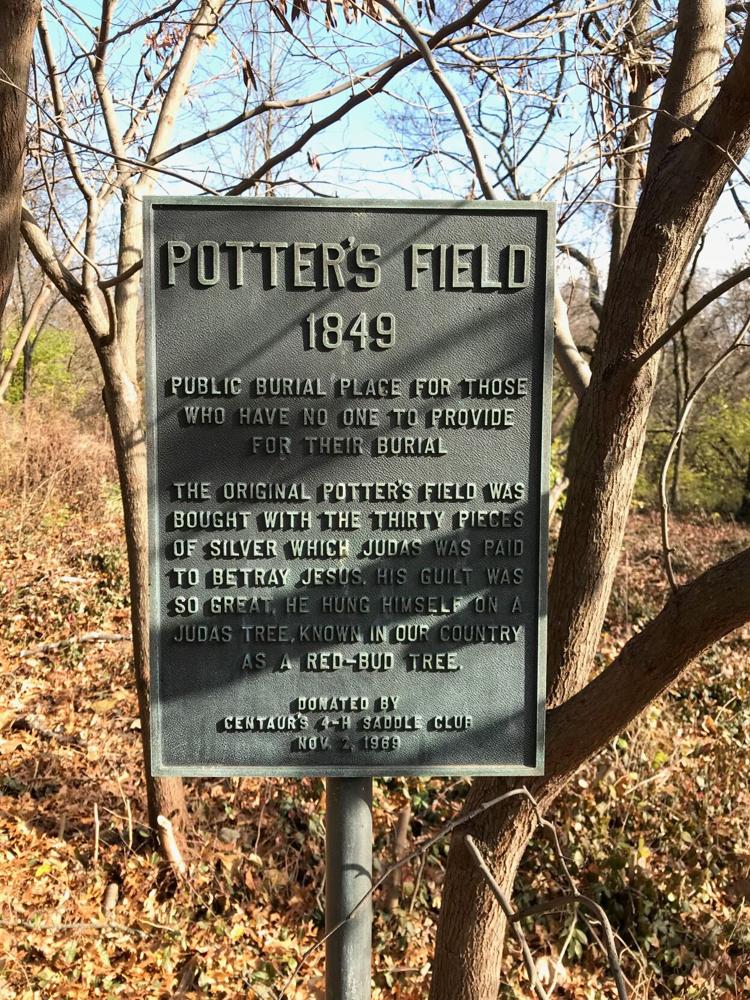 POTTER'S FIELD
1849
PUBLIC BURIAL PLACE FOR THOSE
WHO HAVE NO ONE TO PROVIDE
FOR THEIR BURIAL
THE ORIGINAL POTTER'S FIELD WAS
BOUGHT WITH THE THIRTY PIECES
OF SILVER WHICH JUDAS WAS PAID
TO BETRAY JESUS. HIS GUILT WAS
SO GREAT, HE HUNG HIMSELF ON A
JUDAS TREE, KNOWN IN OUR COUNTRY
AS A RED-BUD TREE.
DONATED BY
CENTAUR'S 4-H SADDLE CLUB
NOV. 2, 1969